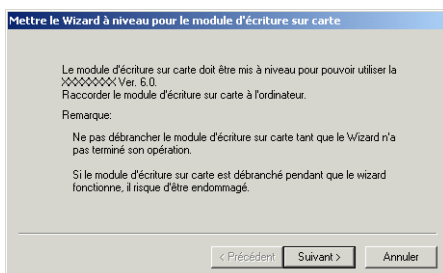 Mettre le Wizard à niveau pour le module d'écriture sur carte
Le module d'écriture sur carte doit être mis à niveau pour pouvoir utiliser la
XXXXXXXX Ver. 6.0.
Raccorder le module d'écriture sur carte à l'ordinateur.
Remarque:
Ne pas débrancher le module d'écriture sur carte tant que le Wizard n'a
pas terminé son opération.
Si le module d'écriture sur carte est débranché pendant que le wizard
fonctionne, il risque d'être endommagé.
< Précédent
Suivant >
Annuler